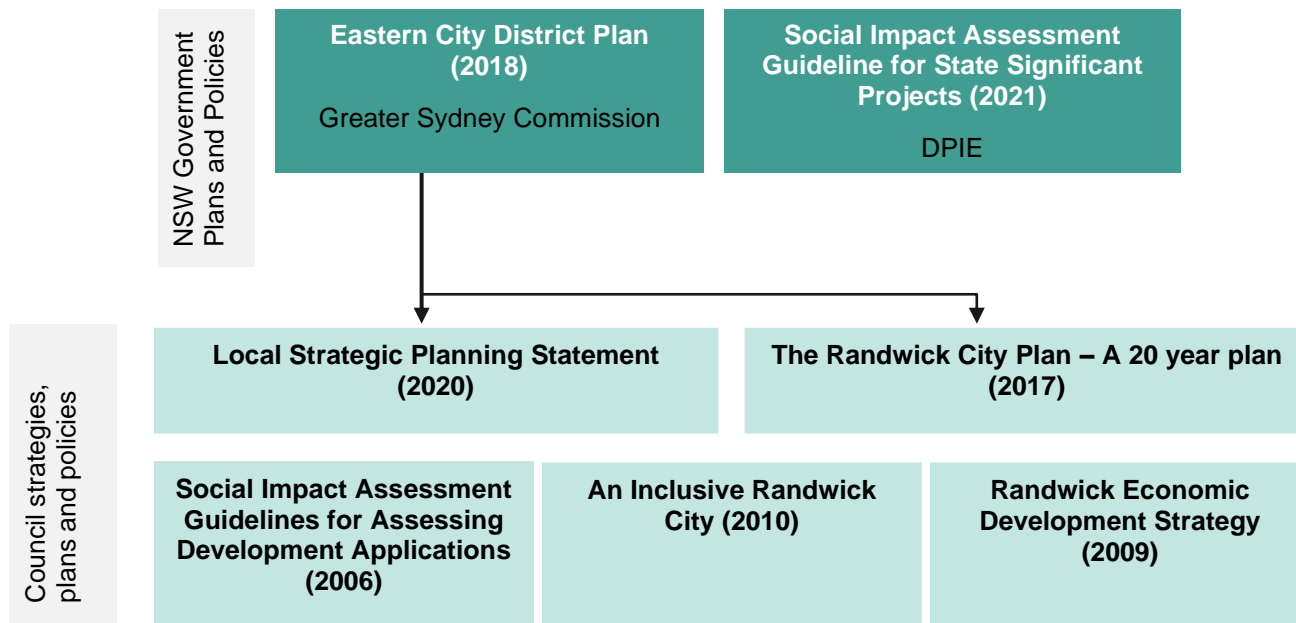 NSW Government
Plans and Policies
Eastern City District Plan
(2018)
Greater Sydney Commission
Social Impact Assessment
Guideline for State Significant
Projects (2021)
DPIE
Council strategies,
plans and policies
Local Strategic Planning Statement
(2020)
The Randwick City Plan – A 20 year plan
(2017)
Social Impact Assessment
Guidelines for Assessing
Development Applications
(2006)
An Inclusive Randwick
City (2010)
Randwick Economic
Development Strategy
(2009)